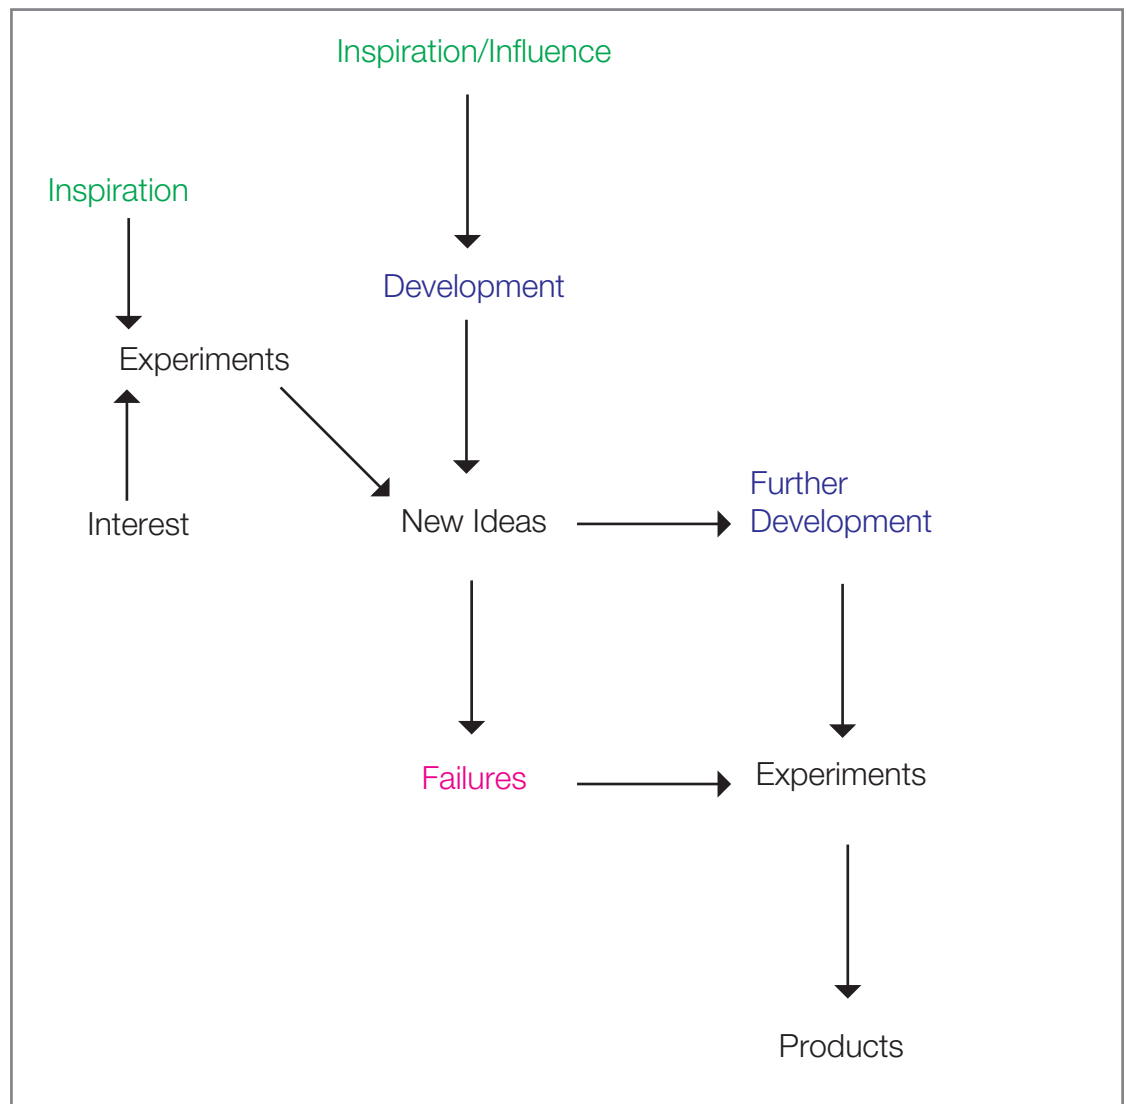 Inspiration/Influence
Inspiration
Development
Experiments
Interest
New Ideas
Further
Development
Failures
Experiments
Products